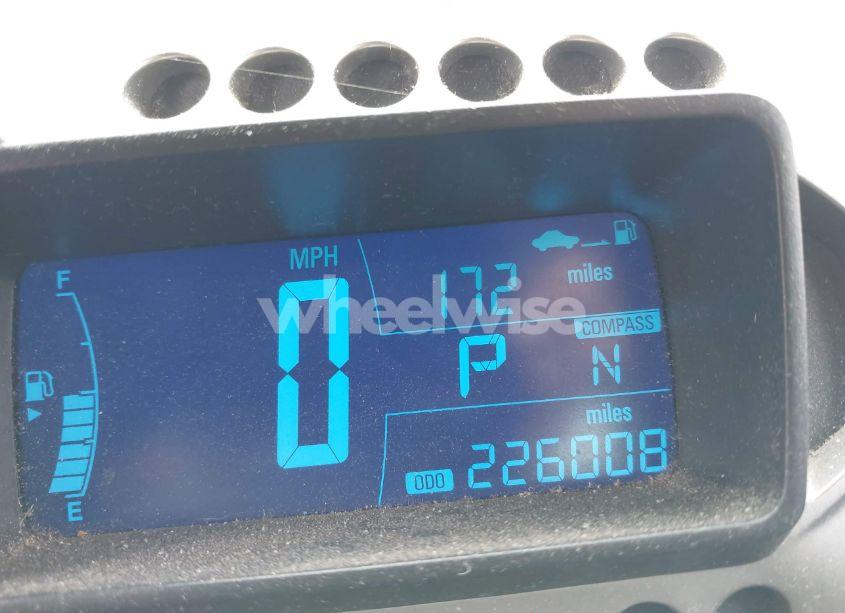 F
MPH
172
miles
wheelwise
COMPASS
0
P
N
miles
ODO
226008
E